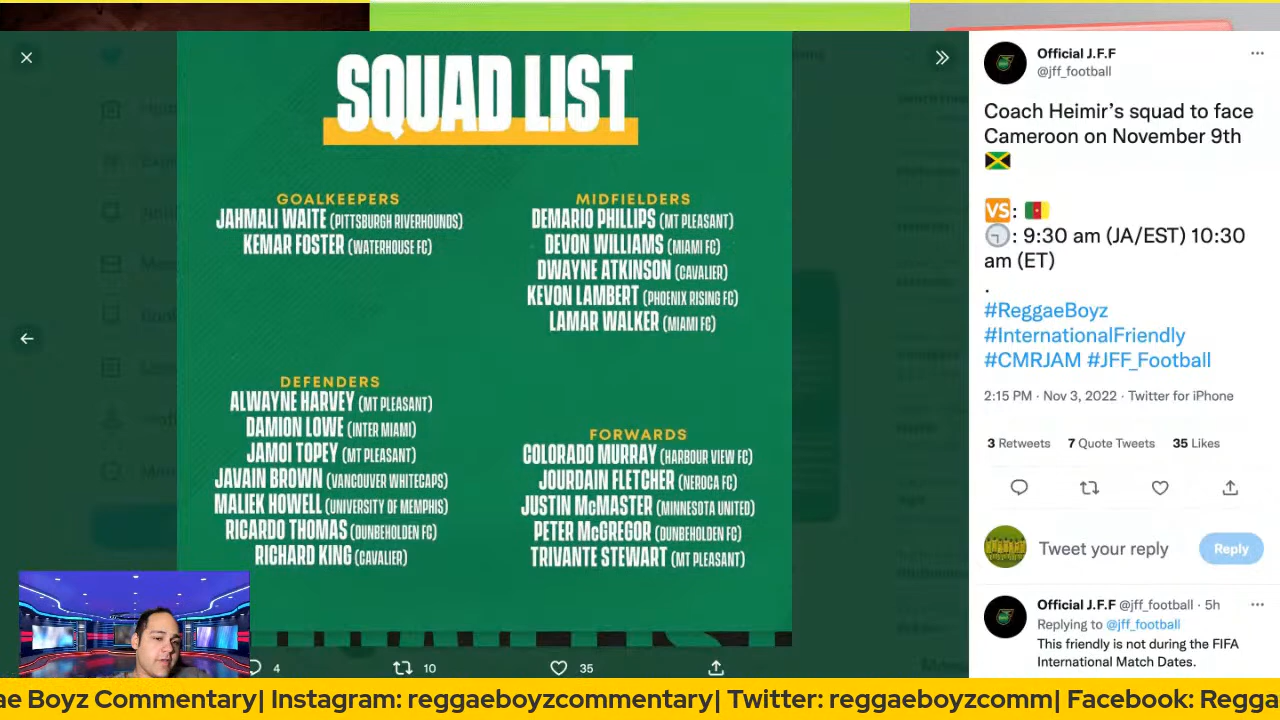 SQUAD LIST
GOALKEEPERS
JAHMALI WAITE (PITTSBURGH RIVERHOUNDS)
KEMAR FOSTER (WATERHOUSE FC)
DEFENDERS
ALWAYNE HARVEY (MT PLEASANT)
DAMION LOWE (INTER MIAMI)
JAMOI TOPEY (MT PLEASANT)
JAVAIN BROWN (VANCOUVER WHITECAPS)
MALIEK HOWELL (UNIVERSITY OF MEMPHIS)
RICARDO THOMAS (DUNBEHOLDEN FC)
RICHARD KING (CAVALIER)
MIDFIELDERS
DEMARIO PHILLIPS (MT PLEASANT)
DEVON WILLIAMS (MIAMI FC)
DWAYNE ATKINSON (CAVALIER)
KEVON LAMBERT (PHOENIX RISING FC)
LAMAR WALKER (MIAMI FC)
FORWARDS
COLORADO MURRAY (HARBOUR VIEW FC)
JOURDAIN FLETCHER (NEROCA FC)
JUSTIN McMASTER (MINNESOTA UNITED)
PETER McGREGOR (DUNBEHOLDEN FC)
TRIVANTE STEWART (MT PLEASANT)
4 10 35
Official J.F.F
@jff_football
Coach Heimir’s squad to face
Cameroon on November 9th
VS:
: 9:30 am (JA/EST) 10:30
am (ET)
.
#ReggaeBoyz
#InternationalFriendly
#CMRJAM #JFF_Football
2:15 PM · Nov 3, 2022 · Twitter for iPhone
3 Retweets 7 Quote Tweets 35 Likes
Tweet your reply
Reply
Official J.F.F @jff_football · 5h
Replying to @jff_football
This friendly is not during the FIFA
International Match Dates.
ae Boyz Commentary| Instagram: reggaeboyzcommentary| Twitter: reggaeboyzcomm| Facebook: Regga